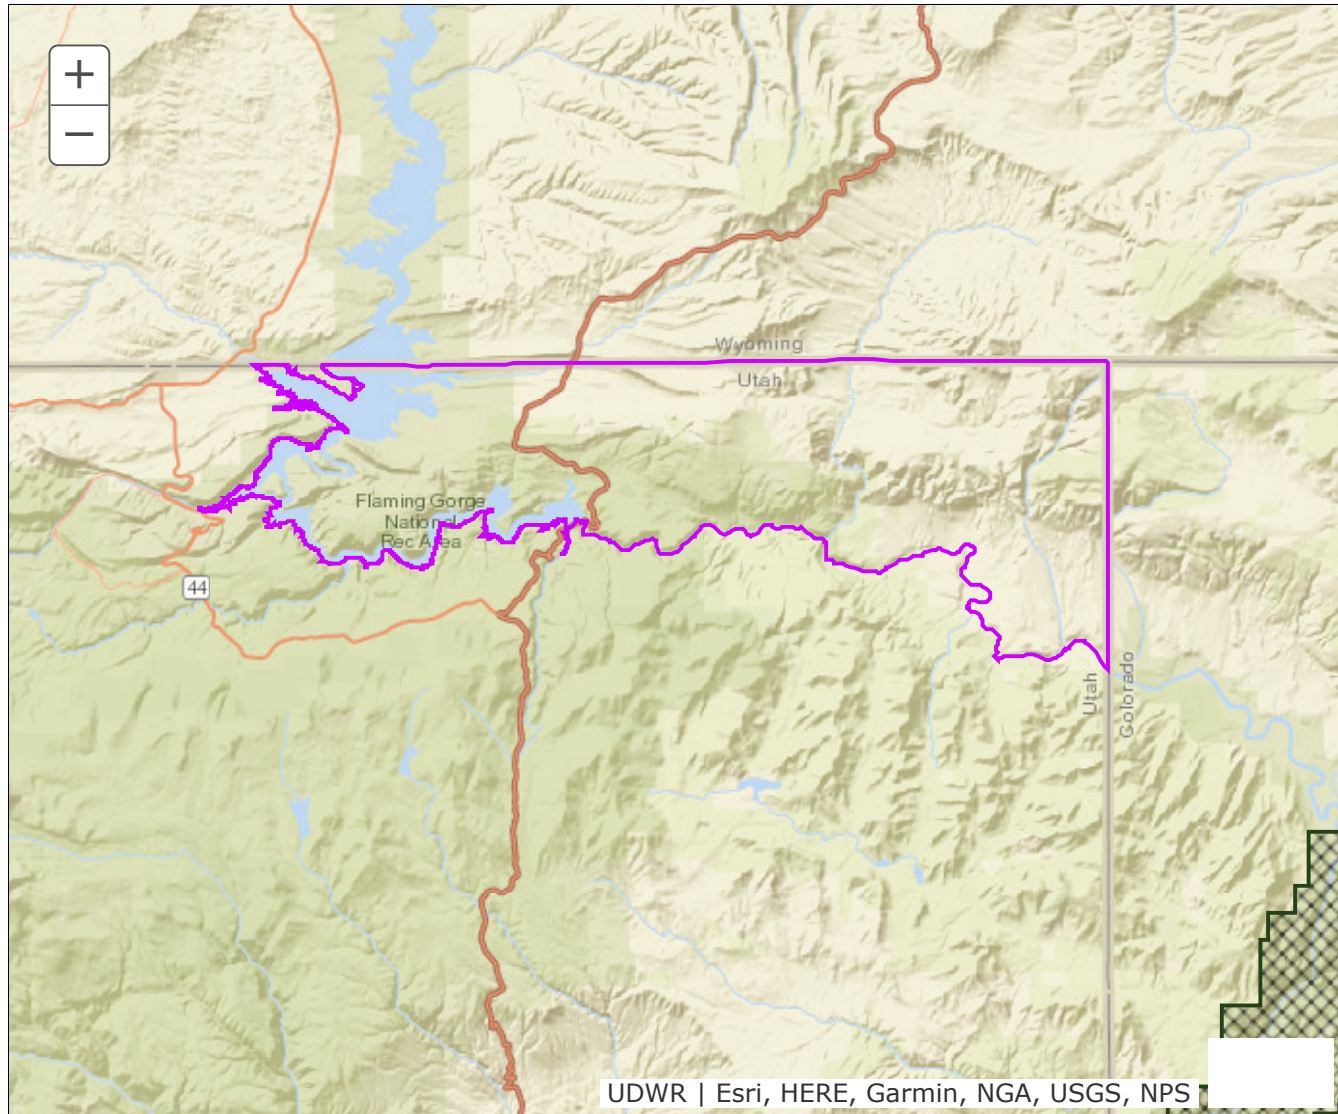 +
−
Wyoming
Utah
Flaming Gorge
National
Rec Area
44
Utah
Colorado
UDWR | Esri, HERE, Garmin, NGA, USGS, NPS